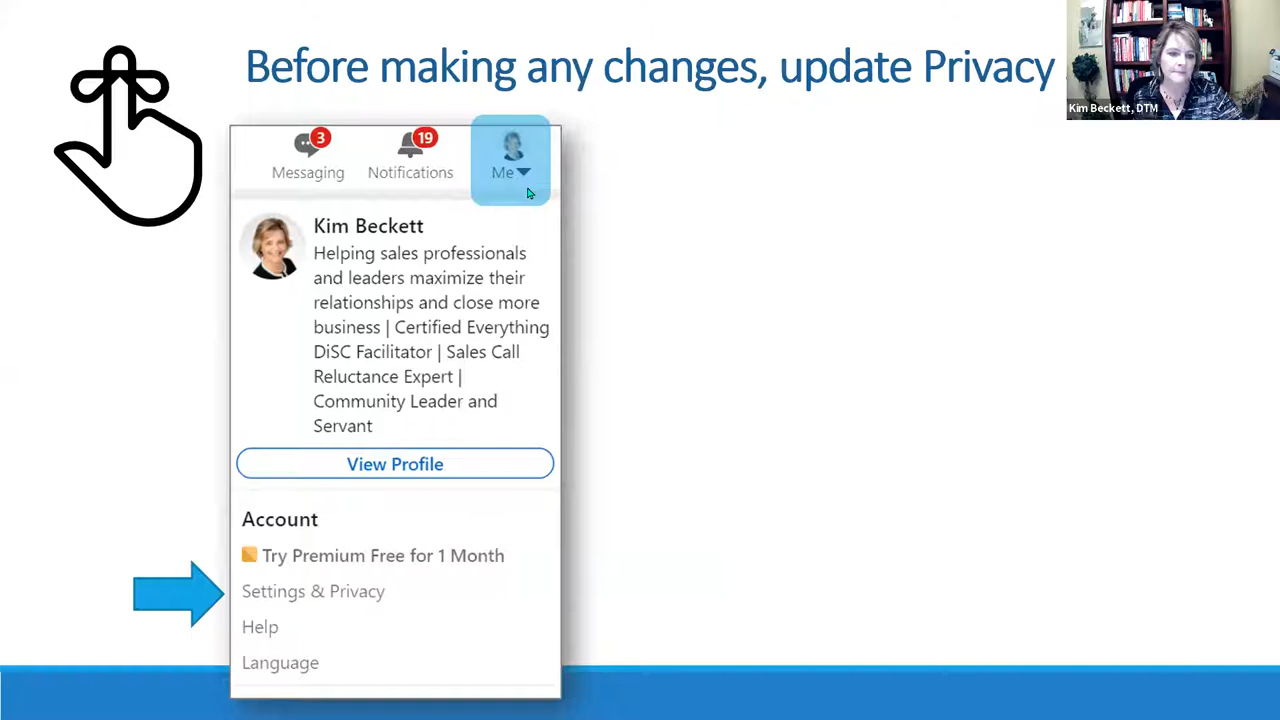 Before making any changes, update Privacy
Kim Beckett, DTM
3
19
Messaging
Notifications
Me
Kim Beckett
Helping sales professionals
and leaders maximize their
relationships and close more
business | Certified Everything
DiSC Facilitator | Sales Call
Reluctance Expert |
Community Leader and
Servant
View Profile
Account
Try Premium Free for 1 Month
Settings & Privacy
Help
Language